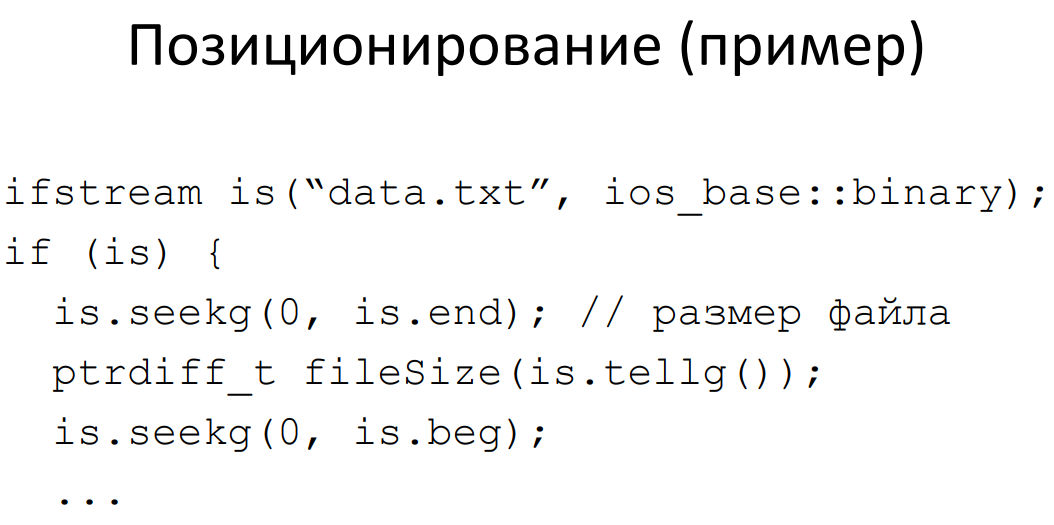 Позиционирование (пример)
ifstream is(“data.txt”, ios_base::binary);
if (is) {
is.seekg(0, is.end); // размер файла
ptrdiff_t fileSize(is.tellg());
is.seekg(0, is.beg);
...